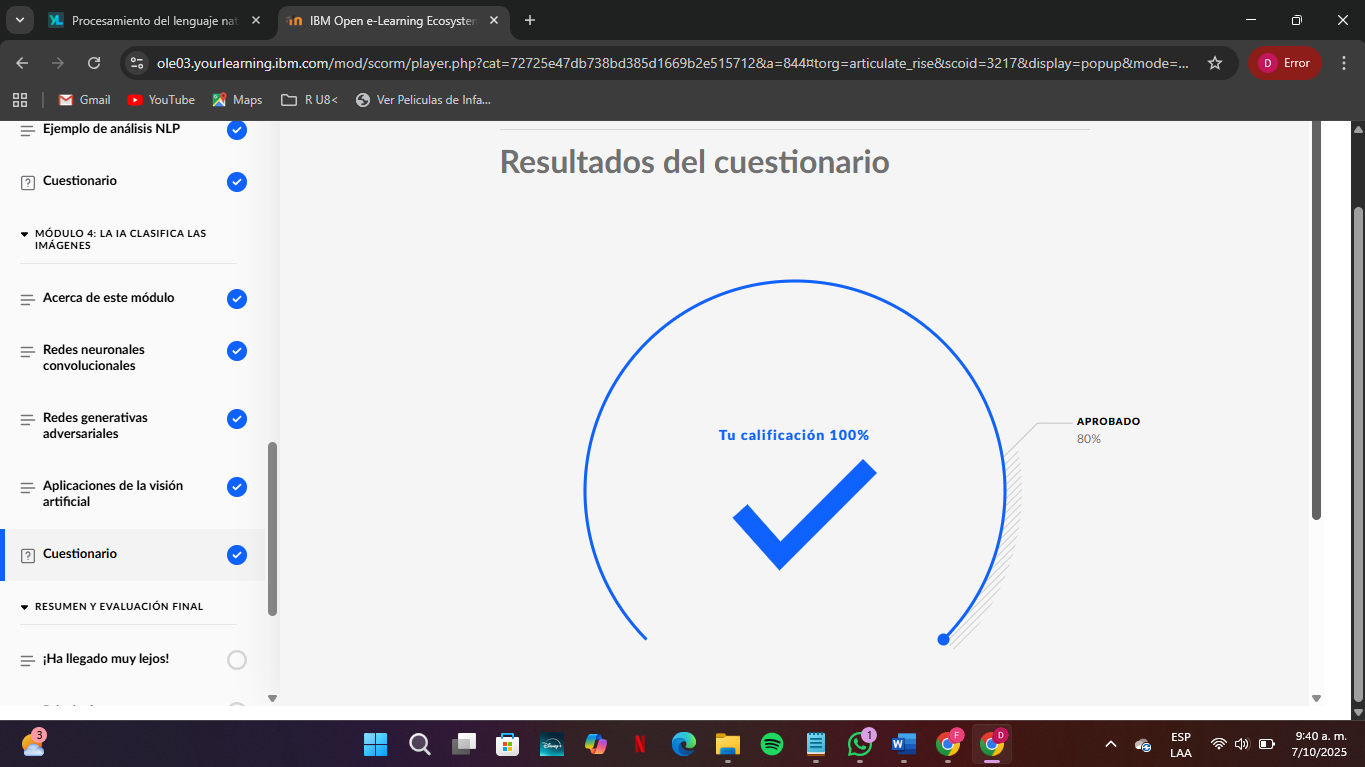 Procesamiento del lenguaje nat
IBM Open e-Learning Ecosystem
ole03.yourlearning.ibm.com/mod/scorm/player.php?cat=72725e47db738bd385d1669b2e515712&a=844¤torg=articulate_rise&scoid=3217&display=popup&mode=...
D Error
Gmail
YouTube
Maps
R U8<
Ver Peliculas de Infa...
Ejemplo de análisis NLP
Cuestionario
MÓDULO 4: LA IA CLASIFICA LAS
IMÁGENES
Acerca de este módulo
Redes neuronales
convolucionales
Redes generativas
adversariales
Aplicaciones de la visión
artificial
Cuestionario
RESUMEN Y EVALUACIÓN FINAL
¡Ha llegado muy lejos!
Resultados del cuestionario
Tu calificación 100%
APROBADO
80%
3
Disney+
N
W
1
F
D
ESP
LAA
9:40 a. m.
7/10/2025